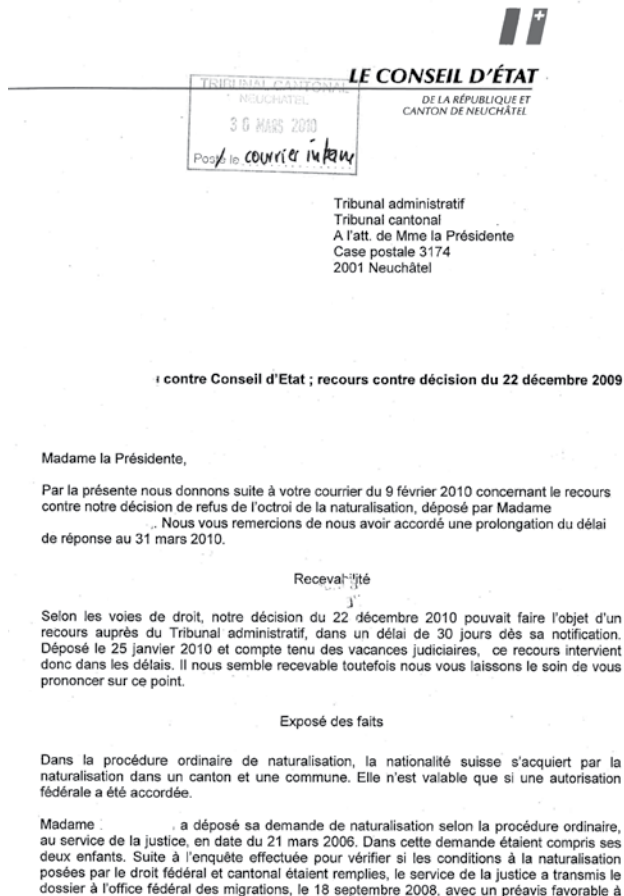 LE CONSEIL D'ÉTAT
DE LA RÉPUBLIQUE ET
CANTON DE NEUCHÂTEL
TRIBUNAL CANTONAL
NEUCHATEL
30 MARS 2010
Posté le courrier interne
Tribunal administratif
Tribunal cantonal
A l'att. de Mme la Présidente
Case postale 3174
2001 Neuchâtel
contre Conseil d'Etat ; recours contre décision du 22 décembre 2009
Madame la Présidente,
Par la présente nous donnons suite à votre courrier du 9 février 2010 concernant le recours
contre notre décision de refus de l'octroi de la naturalisation, déposé par Madame
. Nous vous remercions de nous avoir accordé une prolongation du délai
de réponse au 31 mars 2010.
Recevabilité
Selon les voies de droit, notre décision du 22 décembre 2010 pouvait faire l'objet d'un
recours auprès du Tribunal administratif, dans un délai de 30 jours dès sa notification.
Déposé le 25 janvier 2010 et compte tenu des vacances judiciaires, ce recours intervient
donc dans les délais. Il nous semble recevable toutefois nous vous laissons le soin de vous
prononcer sur ce point.
Exposé des faits
Dans la procédure ordinaire de naturalisation, la nationalité suisse s'acquiert par la
naturalisation dans un canton et une commune. Elle n'est valable que si une autorisation
fédérale a été accordée.
Madame a déposé sa demande de naturalisation selon la procédure ordinaire,
au service de la justice, en date du 21 mars 2006. Dans cette demande étaient compris ses
deux enfants. Suite à l'enquête effectuée pour vérifier si les conditions à la naturalisation
posées par le droit fédéral et cantonal étaient remplies, le service de la justice a transmis le
dossier à l'office fédéral des migrations, le 18 septembre 2008, avec un préavis favorable à